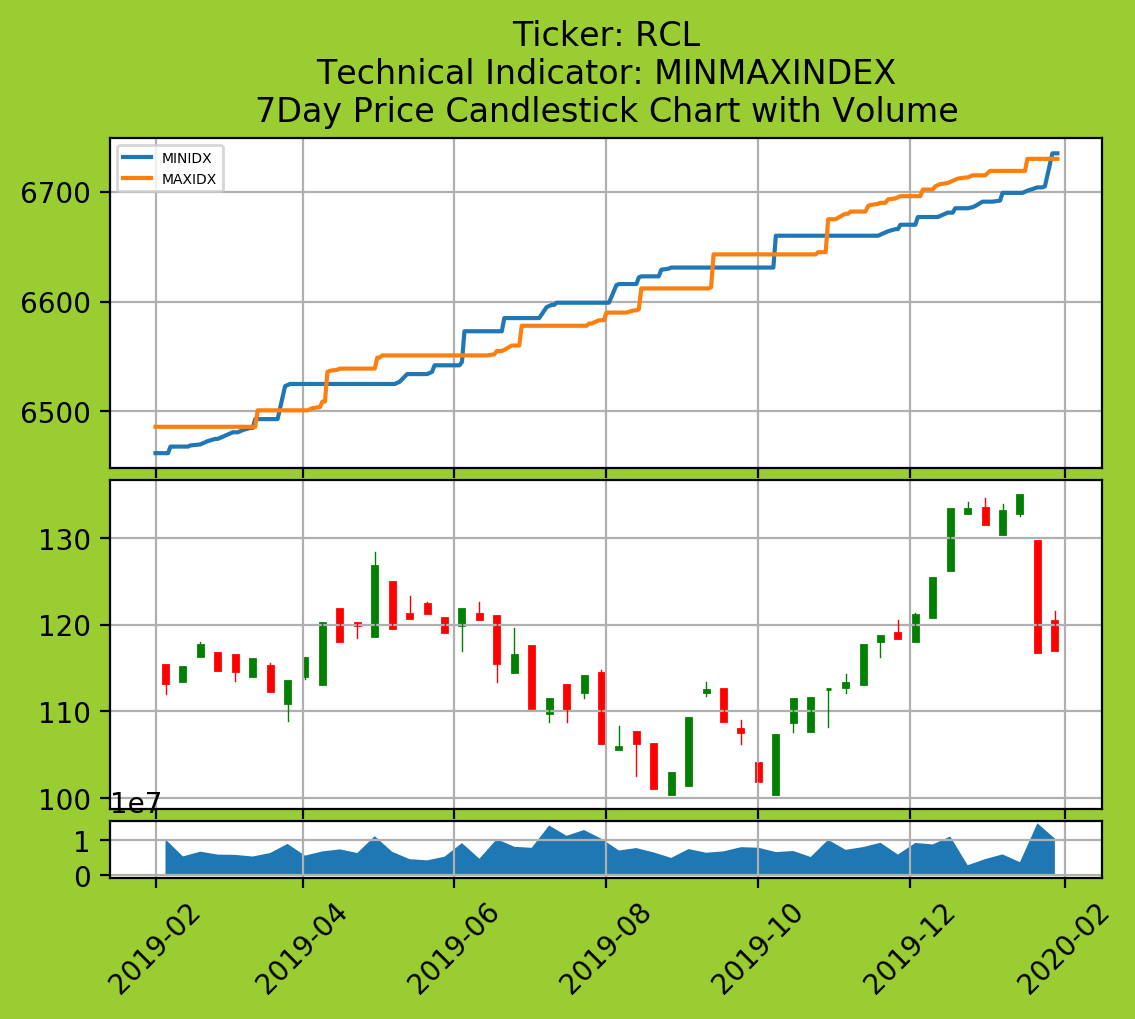 Ticker: RCL
Technical Indicator: MINMAXINDEX
7Day Price Candlestick Chart with Volume
MINIDX
MAXIDX
6700
6600
6500
130
120
110
100
1e7
1
0
2019-02
2019-04
2019-06
2019-08
2019-10
2019-12
2020-02